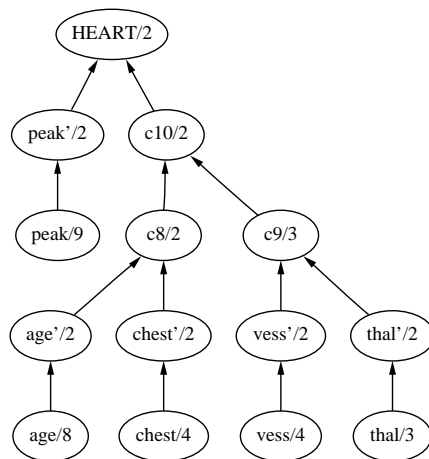 HEART/2
peak'/2
c10/2
peak/9
c8/2
c9/3
age'/2
chest'/2
vess'/2
thal'/2
age/8
chest/4
vess/4
thal/3